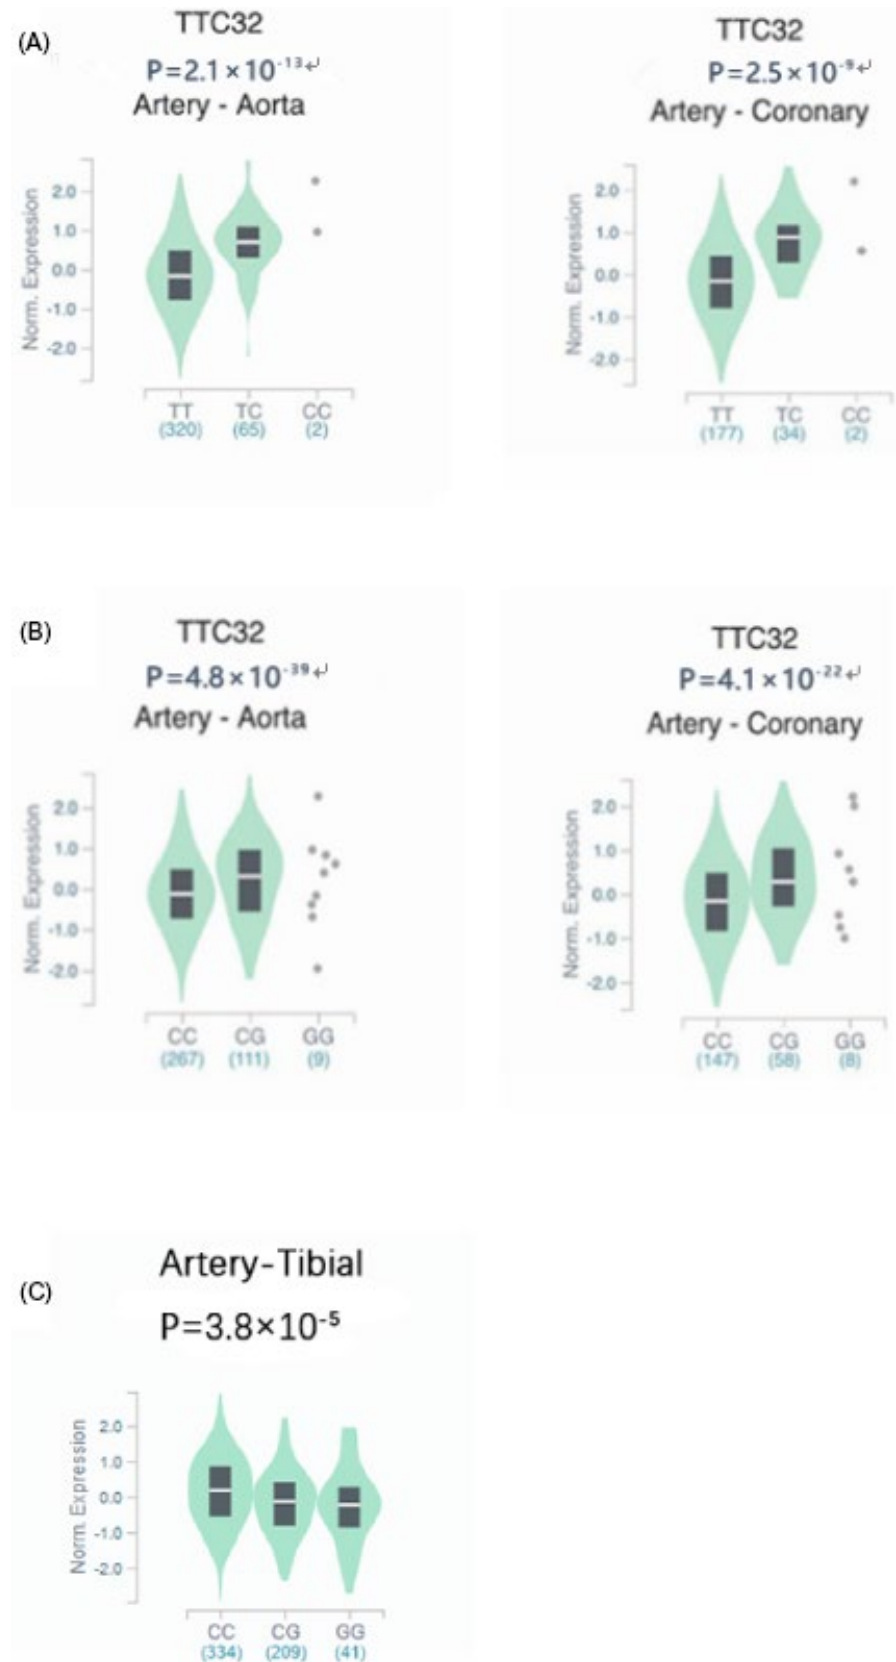 (A)
TTC32
P=2.1×10⁻¹³↵
Artery - Aorta
Norm. Expression
2.0
1.0
0.0
-1.0
-2.0
TT TC CC
(320) (65) (2)
TTC32
P=2.5×10⁻⁹↵
Artery - Coronary
Norm. Expression
2.0
1.0
0.0
-1.0
-2.0
TT TC CC
(177) (34) (2)
(B)
TTC32
P=4.8×10⁻³⁹↵
Artery - Aorta
Norm. Expression
2.0
1.0
0.0
-1.0
-2.0
CC CG GG
(267) (111) (9)
TTC32
P=4.1×10⁻²²↵
Artery - Coronary
Norm. Expression
2.0
1.0
0.0
-1.0
-2.0
CC CG GG
(147) (58) (8)
(C)
Artery-Tibial
P=3.8×10⁻⁵
Norm. Expression
2.0
1.0
0.0
-1.0
-2.0
CC CG GG
(334) (209) (41)